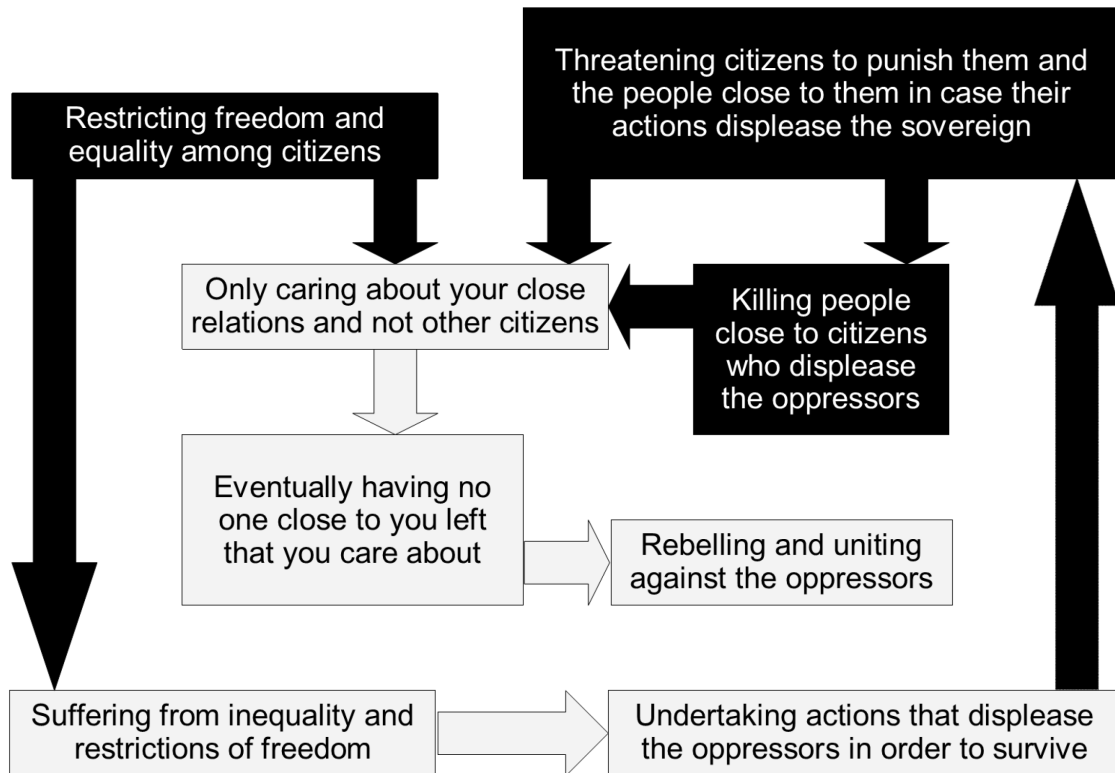 Threatening citizens to punish them and
the people close to them in case their
actions displease the sovereign
Restricting freedom and
equality among citizens
Only caring about your close
relations and not other citizens
Killing people
close to citizens
who displease
the oppressors
Eventually having no
one close to you left
that you care about
Rebelling and uniting
against the oppressors
Suffering from inequality and
restrictions of freedom
Undertaking actions that displease
the oppressors in order to survive